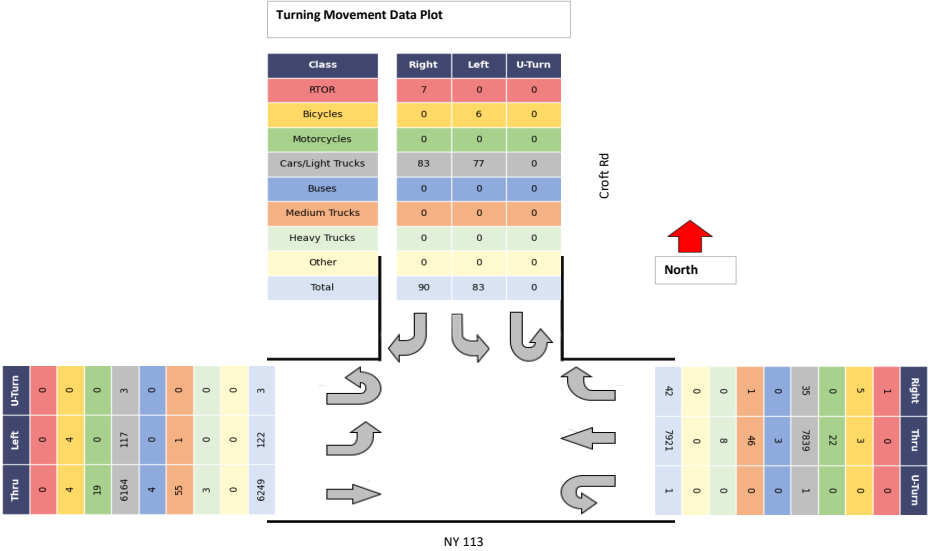 Turning Movement Data Plot
Class Right Left U-Turn
RTOR 7 0 0
Bicycles 0 6 0
Motorcycles 0 0 0
Cars/Light Trucks 83 77 0
Buses 0 0 0
Medium Trucks 0 0 0
Heavy Trucks 0 0 0
Other 0 0 0
Total 90 83 0
Croft Rd
North
U-Turn 0 0 0 3 0 0 0 0 3
Left 0 4 0 117 0 1 0 0 122
Thru 0 4 19 6164 4 55 3 0 6249
Right 1 5 0 35 0 1 0 0 42
Thru 0 3 22 7839 3 46 8 0 7921
U-Turn 0 0 0 1 0 0 0 0 1
NY 113